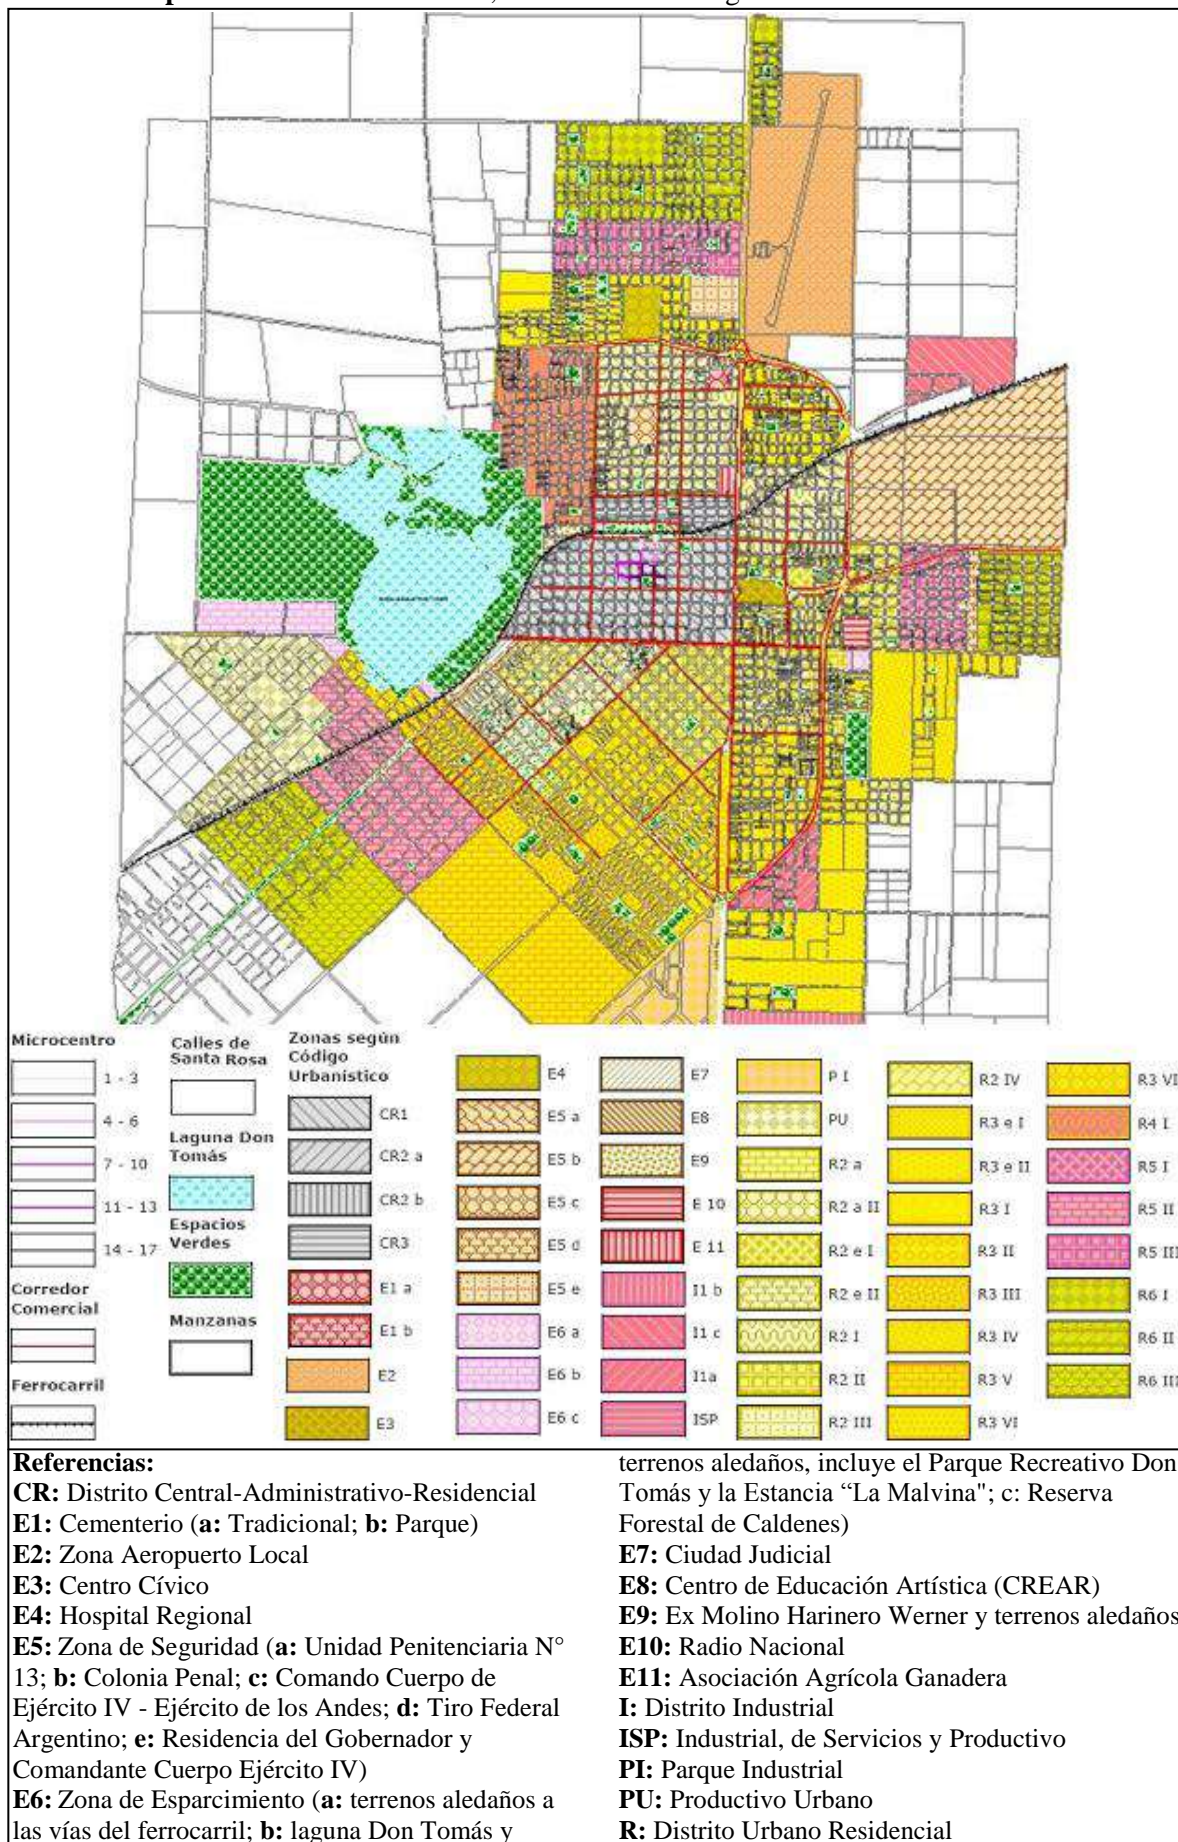 Microcentro
1 - 3
4 - 6
7 - 10
11 - 13
14 - 17
Corredor
Comercial
Ferrocarril
Calles de
Santa Rosa
Laguna Don
Tomás
Espacios
Verdes
Manzanas
Zonas según
Código
Urbanístico
CR1
CR2 a
CR2 b
CR3
E1 a
E1 b
E2
E3
E4
E5 a
E5 b
E5 c
E5 d
E5 e
E6 a
E6 b
E6 c
E7
E8
E9
E 10
E 11
I1 b
I1 c
I1a
ISP
P I
PU
R2 a
R2 a II
R2 e I
R2 e II
R2 I
R2 II
R2 III
R2 IV
R3 e I
R3 e II
R3 I
R3 II
R3 III
R3 IV
R3 V
R3 VI
R3 VI
R4 I
R5 I
R5 II
R5 III
R6 I
R6 II
R6 III
Referencias:
CR: Distrito Central-Administrativo-Residencial
E1: Cementerio (a: Tradicional; b: Parque)
E2: Zona Aeropuerto Local
E3: Centro Cívico
E4: Hospital Regional
E5: Zona de Seguridad (a: Unidad Penitenciaria N°
13; b: Colonia Penal; c: Comando Cuerpo de
Ejército IV - Ejército de los Andes; d: Tiro Federal
Argentino; e: Residencia del Gobernador y
Comandante Cuerpo Ejército IV)
E6: Zona de Esparcimiento (a: terrenos aledaños a
las vías del ferrocarril; b: laguna Don Tomás y
terrenos aledaños, incluye el Parque Recreativo Don
Tomás y la Estancia “La Malvina"; c: Reserva
Forestal de Caldenes)
E7: Ciudad Judicial
E8: Centro de Educación Artística (CREAR)
E9: Ex Molino Harinero Werner y terrenos aledaños
E10: Radio Nacional
E11: Asociación Agrícola Ganadera
I: Distrito Industrial
ISP: Industrial, de Servicios y Productivo
PI: Parque Industrial
PU: Productivo Urbano
R: Distrito Urbano Residencial